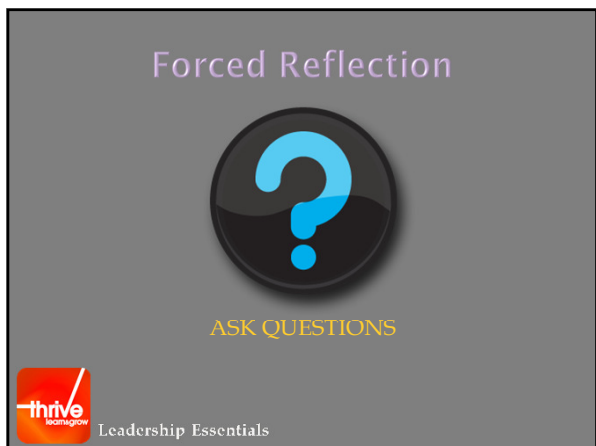 Forced Reflection
?
ASK QUESTIONS
thrive
learn&grow
Leadership Essentials